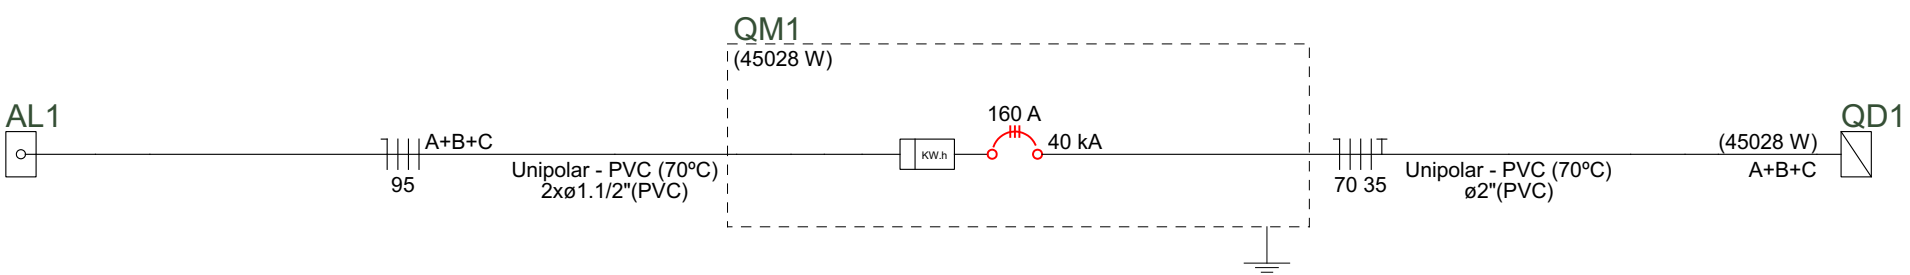 QM1
(45028 W)
AL1
160 A
QD1
A+B+C
KW.h
40 kA
(45028 W)
95
Unipolar - PVC (70ºC)
2xø1.1/2"(PVC)
70 35
Unipolar - PVC (70ºC)
ø2"(PVC)
A+B+C